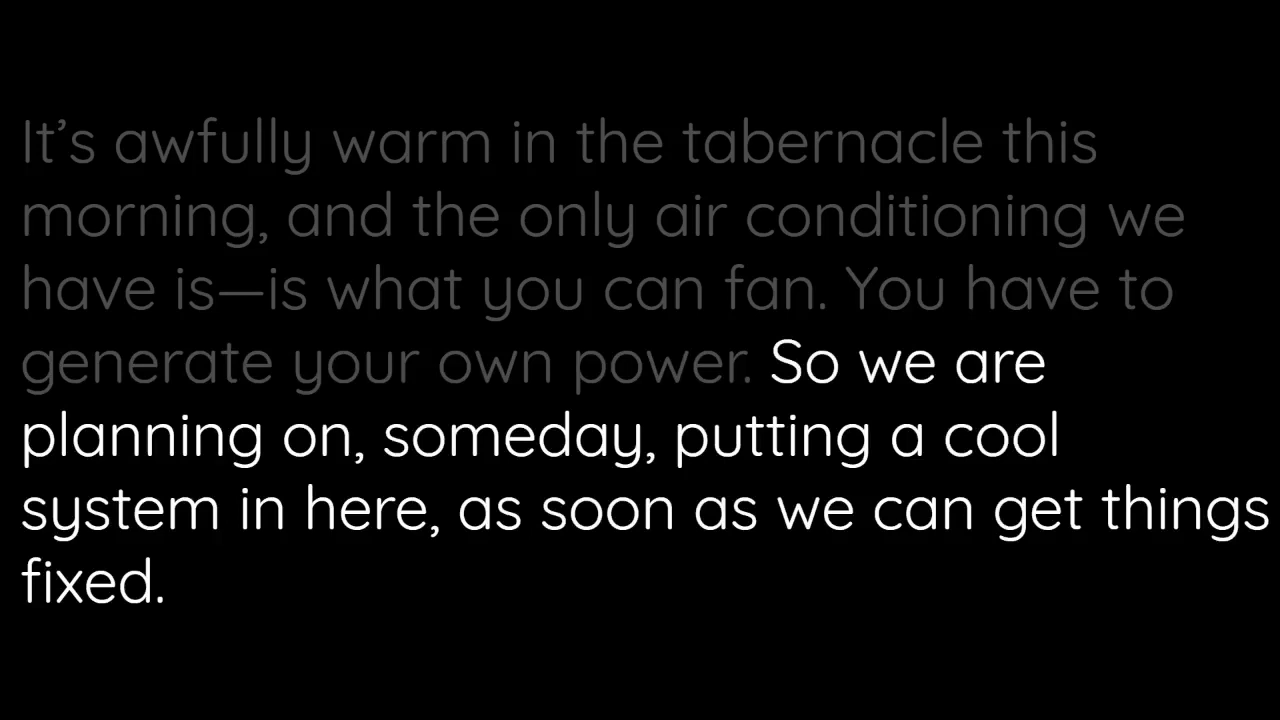 It’s awfully warm in the tabernacle this
morning, and the only air conditioning we
have is—is what you can fan. You have to
generate your own power. So we are
planning on, someday, putting a cool
system in here, as soon as we can get things
fixed.